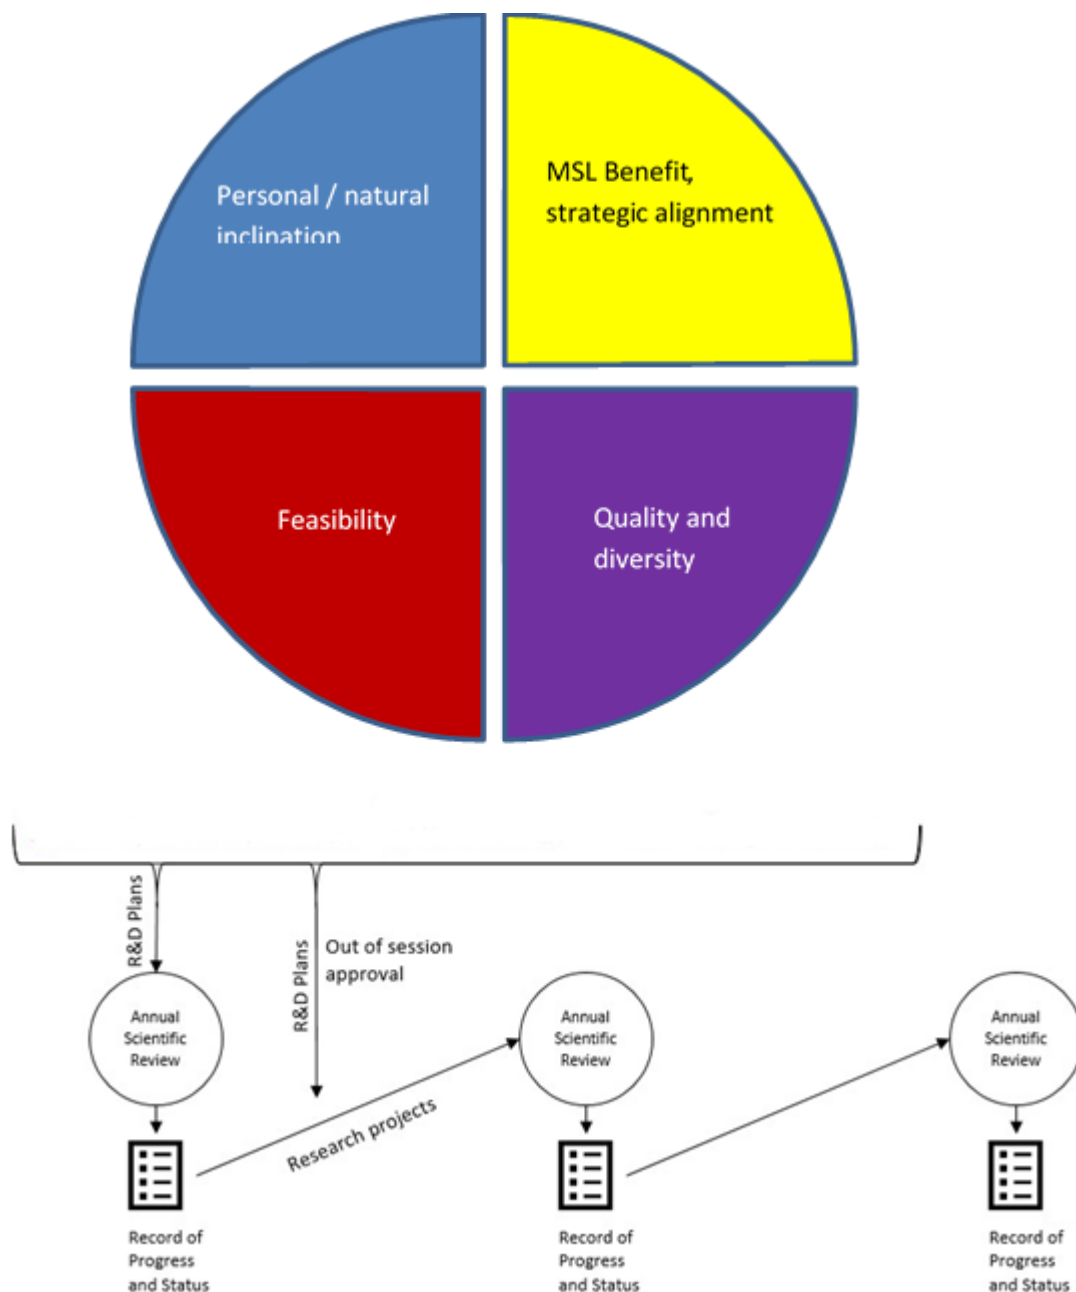 Personal / natural
inclination
MSL Benefit,
strategic alignment
Feasibility
Quality and
diversity
R&D Plans
R&D Plans
Out of session
approval
Annual
Scientific
Review
Annual
Scientific
Review
Annual
Scientific
Review
Research projects
Record of
Progress
and Status
Record of
Progress
and Status
Record of
Progress
and Status